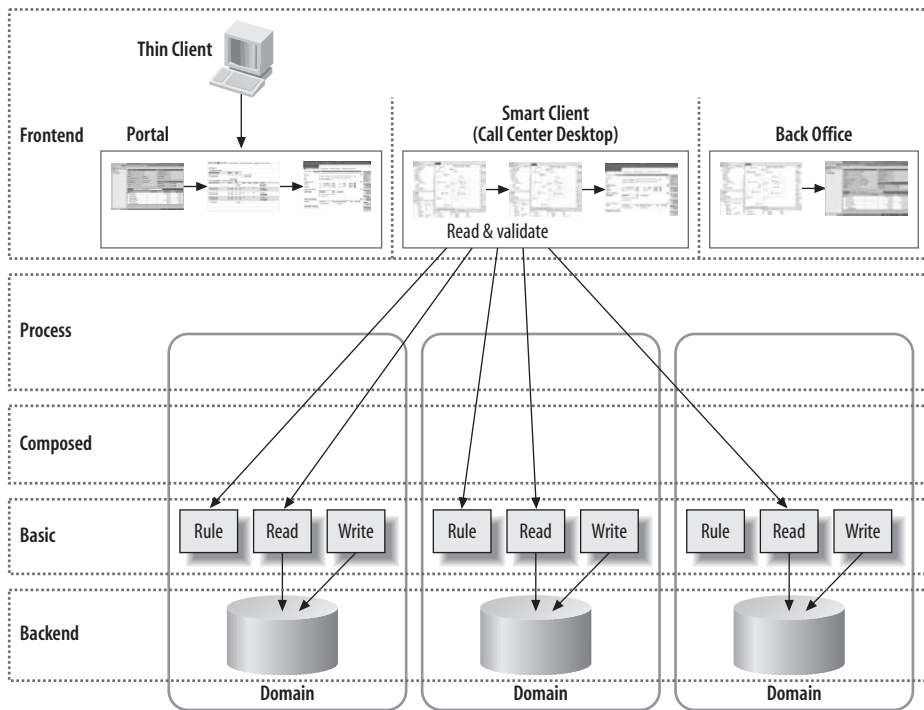 Thin Client
Frontend
Portal
Smart Client
(Call Center Desktop)
Back Office
Read & validate
Process
Composed
Basic
Rule
Read
Write
Rule
Read
Write
Rule
Read
Write
Backend
Domain
Domain
Domain